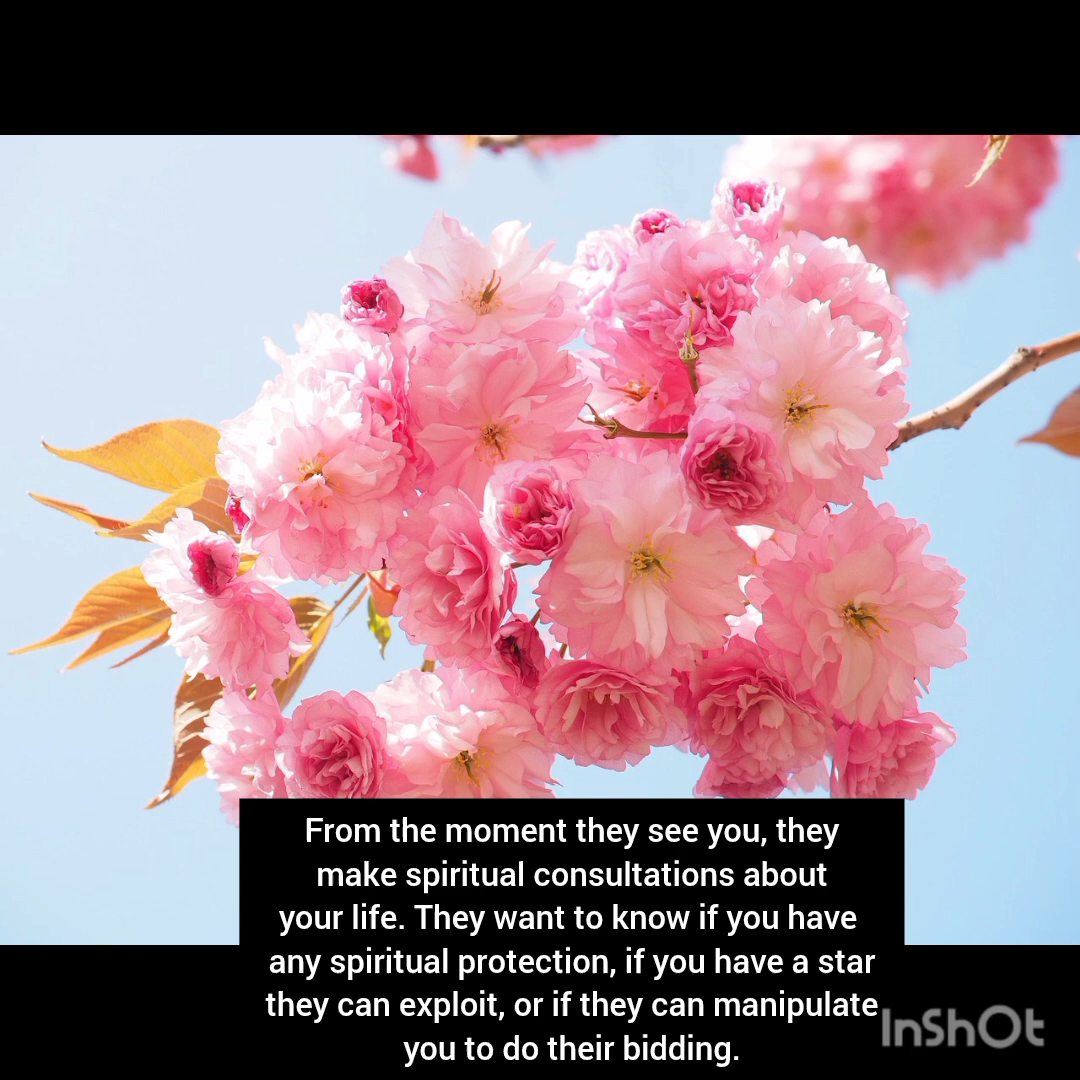 From the moment they see you, they
make spiritual consultations about
your life. They want to know if you have
any spiritual protection, if you have a star
they can exploit, or if they can manipulate
you to do their bidding.
InShOt